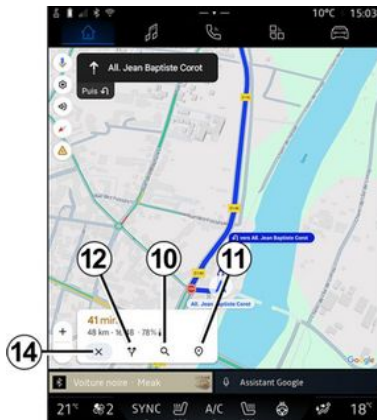 10°C 15:03
All. Jean Baptiste Corot
Puis
vers All. Jean Baptiste Corot
12
10
11
All. Jean Baptiste Corot
41 min
48 km
78%
14
Google
Voiture noire · Meak
Assistant Google
21° 2 SYNC A/C 18°